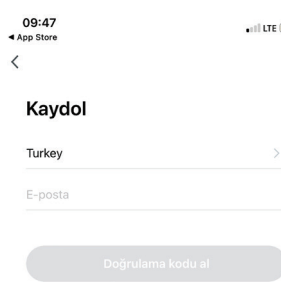 09:47
◀ App Store
LTE
Kaydol
Turkey
E-posta
Doğrulama kodu al